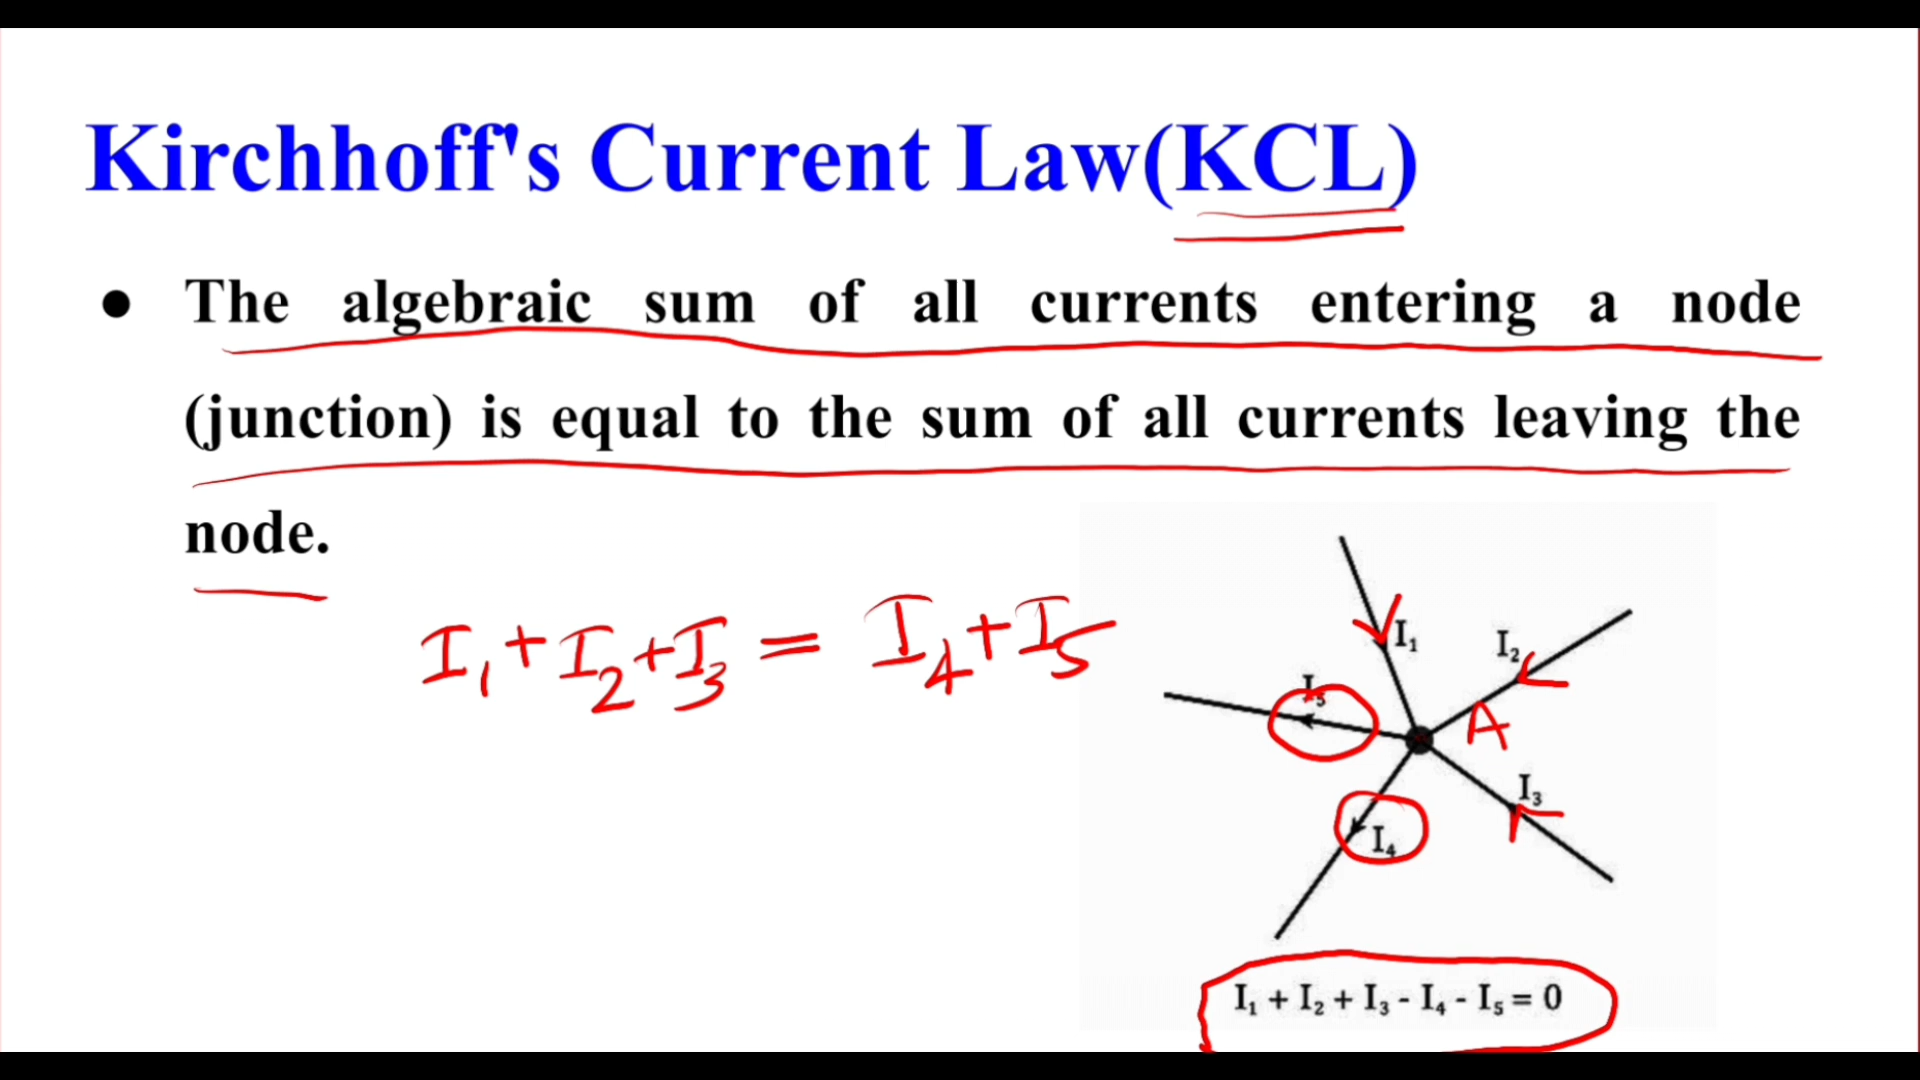 Kirchhoff's Current Law(KCL)
● The algebraic sum of all currents entering a node
(junction) is equal to the sum of all currents leaving the
node.
I₁+I₂+I₃ = I₄+I₅
I₁
I₂
I₅
A
I₃
I₄
I₁ + I₂ + I₃ - I₄ - I₅ = 0